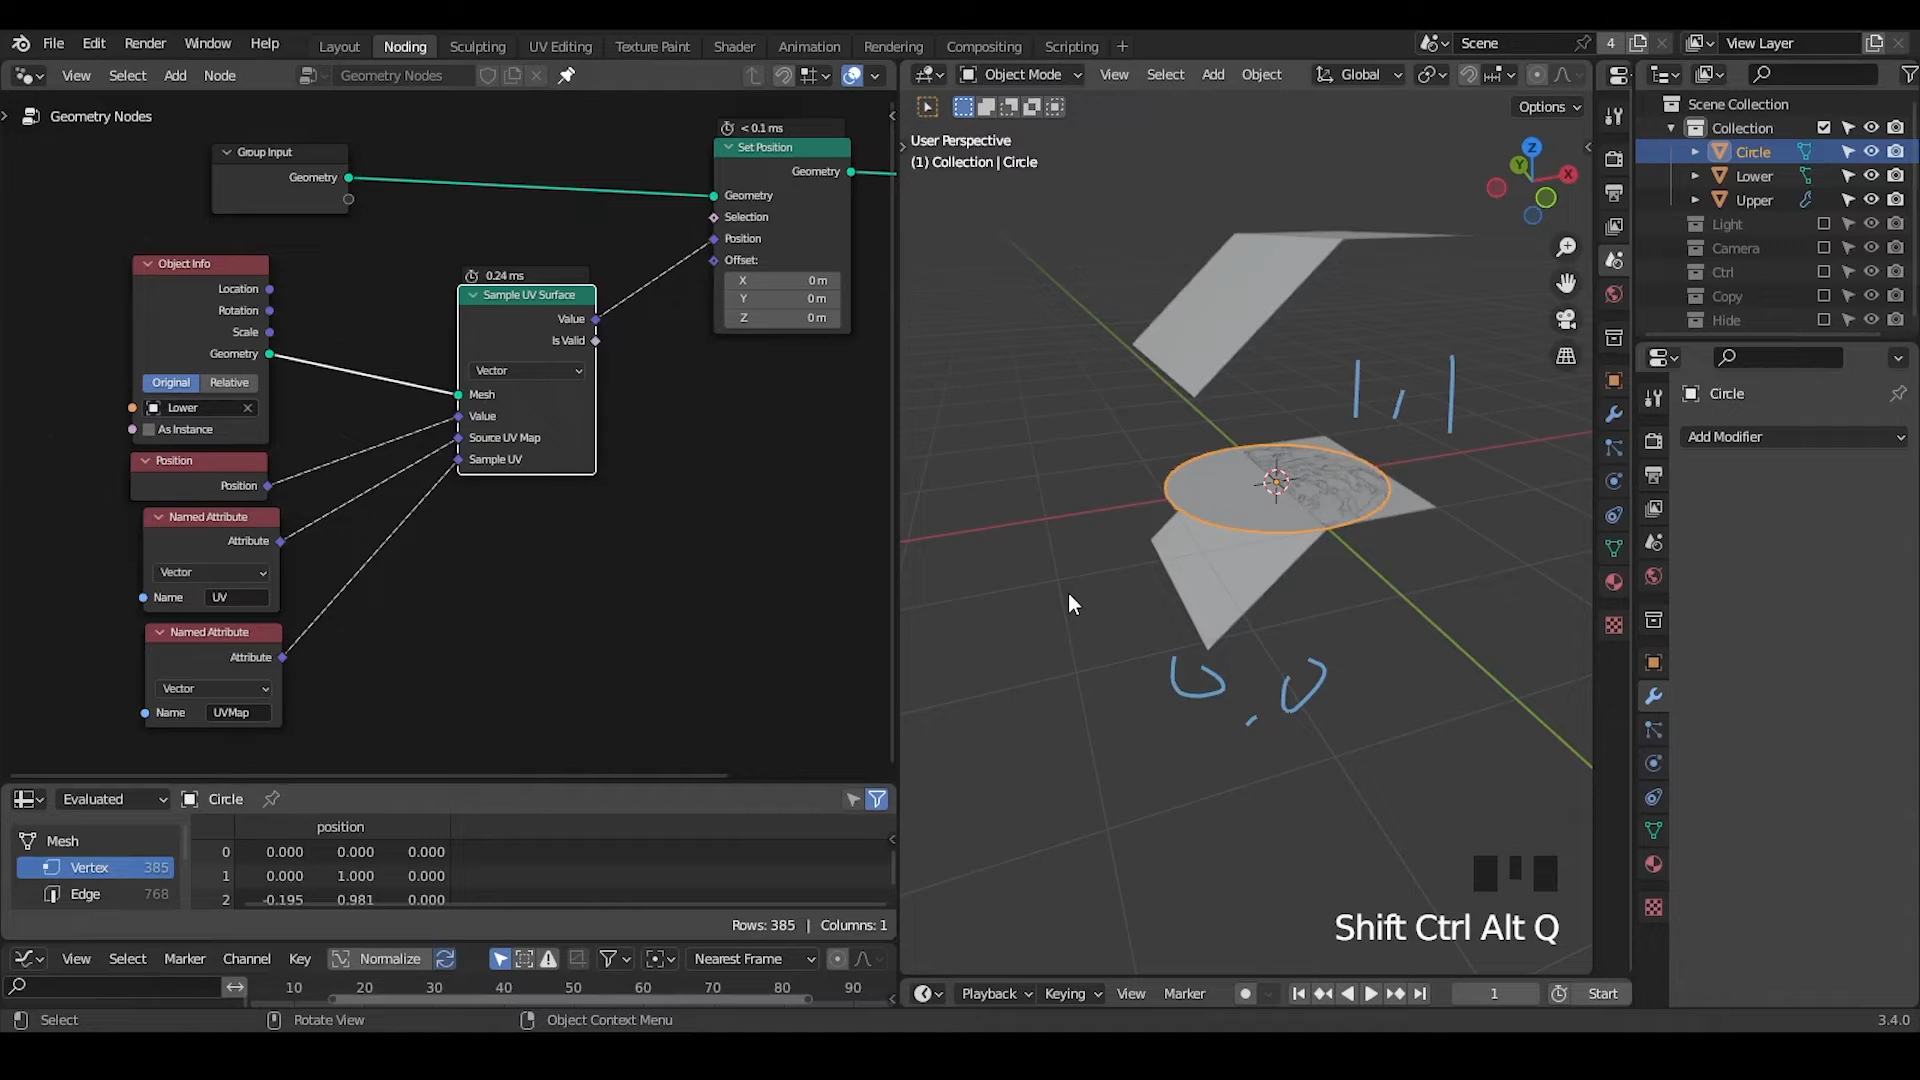 File Edit Render Window Help
Layout Noding Sculpting UV Editing Texture Paint Shader Animation Rendering Compositing Scripting +
Scene 4 View Layer
View Select Add Node Geometry Nodes
Object Mode View Select Add Object Global
Options
Geometry Nodes
User Perspective
(1) Collection | Circle
Z
Y
X
Group Input
Geometry
< 0.1 ms
Set Position
Geometry
Geometry
Selection
Position
Offset:
X 0 m
Y 0 m
Z 0 m
Object Info
Location
Rotation
Scale
Geometry
Original Relative
Lower
As Instance
Position
Position
Named Attribute
Attribute
Vector
Name UV
Named Attribute
Attribute
Vector
Name UVMap
0.24 ms
Sample UV Surface
Value
Is Valid
Vector
Mesh
Value
Source UV Map
Sample UV
1,1
0.0
Shift Ctrl Alt Q
Scene Collection
Collection
Circle
Lower
Upper
Light
Camera
Ctrl
Copy
Hide
Circle
Add Modifier
Evaluated Circle
Mesh
Vertex 385
Edge 768
position
0 0.000 0.000 0.000
1 0.000 1.000 0.000
2 -0.195 0.981 0.000
Rows: 385 | Columns: 1
View Select Marker Channel Key Normalize Nearest Frame
10 20 30 40 50 60 70 80 90
Playback Keying View Marker 1 Start
Select Rotate View Object Context Menu 3.4.0